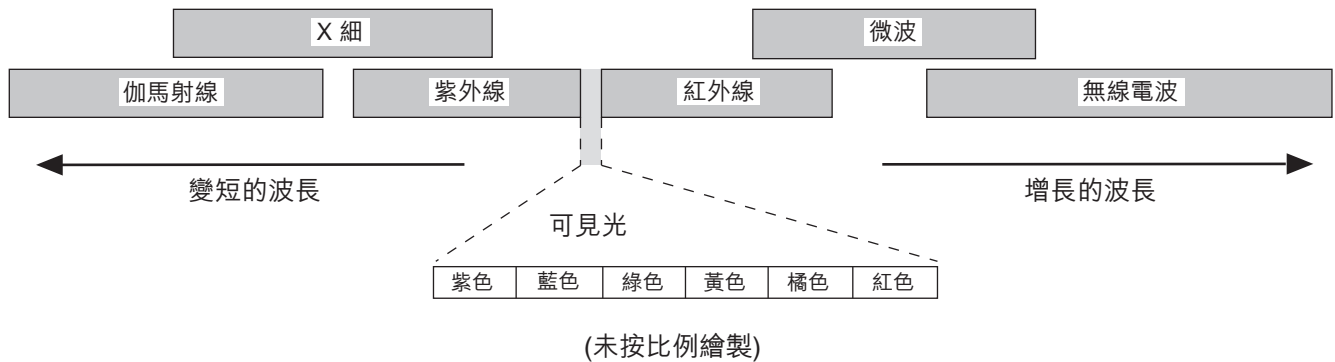 X 細
微波
伽馬射線
紫外線
紅外線
無線電波
變短的波長
增長的波長
可見光
紫色 藍色 綠色 黃色 橘色 紅色
(未按比例繪製)